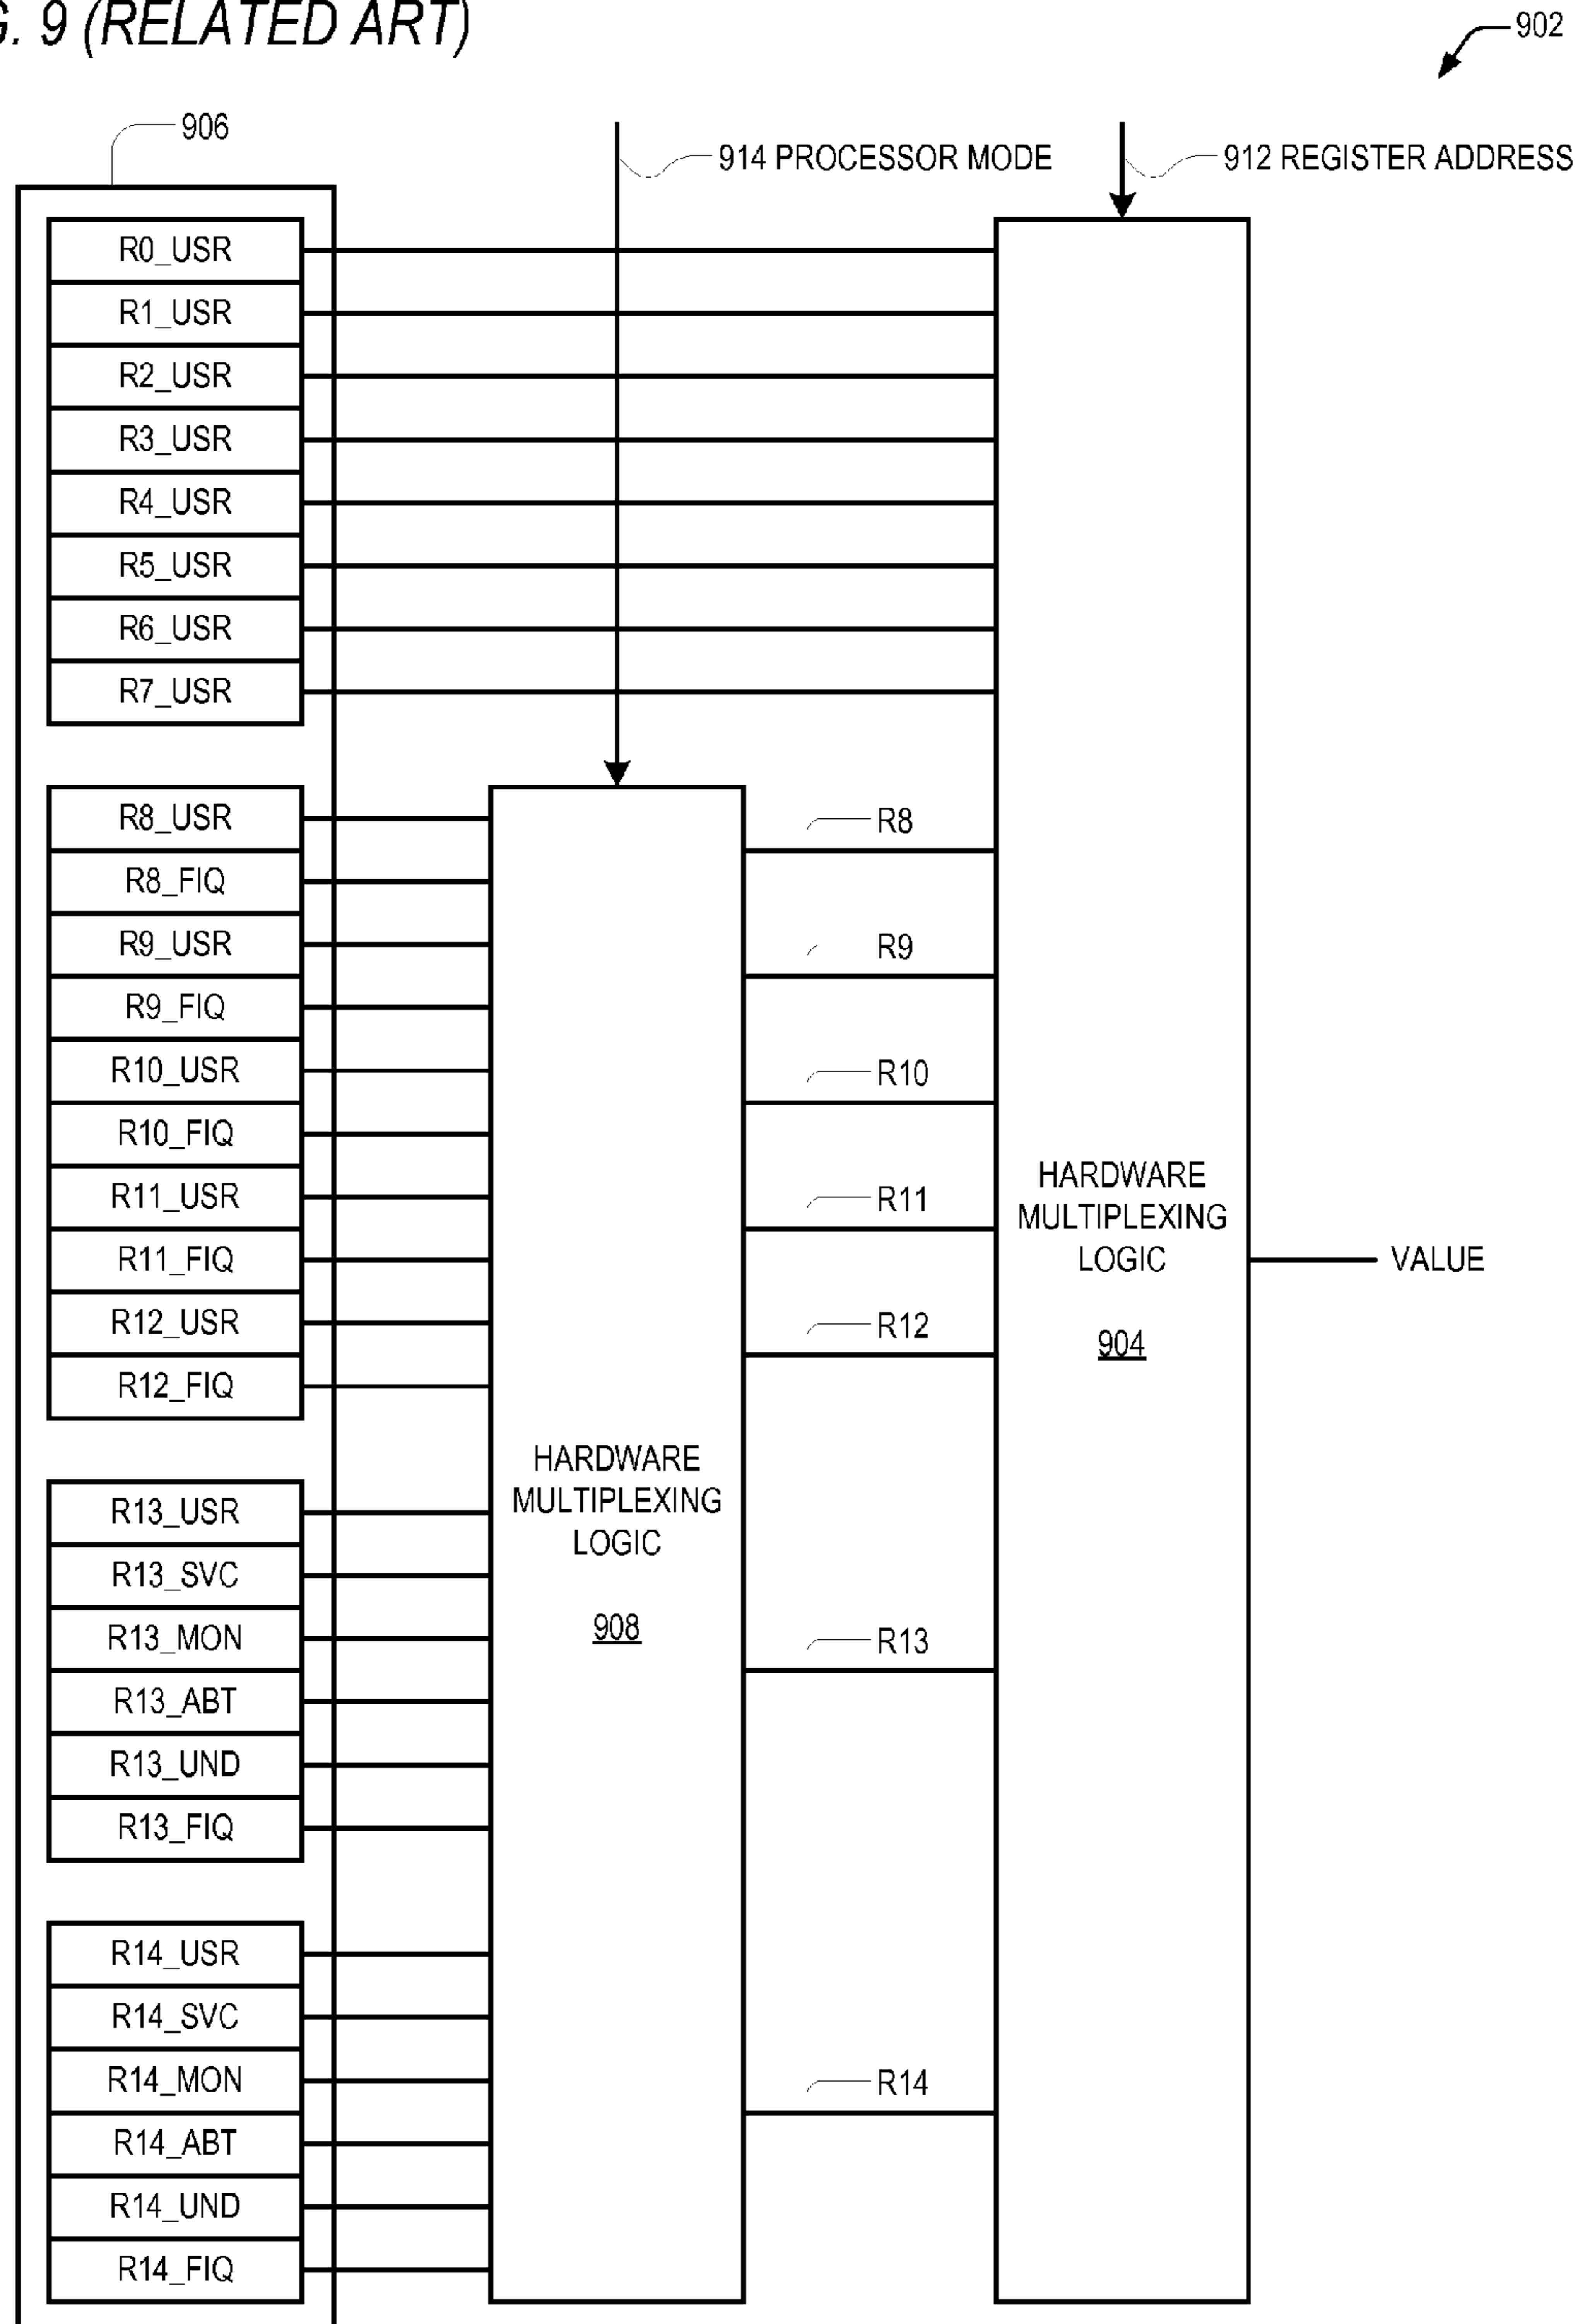 . 9 (RELATED ART)
902
906
914 PROCESSOR MODE
912 REGISTER ADDRESS
R0_USR
R1_USR
R2_USR
R3_USR
R4_USR
R5_USR
R6_USR
R7_USR
R8_USR
R8_FIQ
R9_USR
R9_FIQ
R10_USR
R10_FIQ
R11_USR
R11_FIQ
R12_USR
R12_FIQ
R13_USR
R13_SVC
R13_MON
R13_ABT
R13_UND
R13_FIQ
R14_USR
R14_SVC
R14_MON
R14_ABT
R14_UND
R14_FIQ
HARDWARE
MULTIPLEXING
LOGIC
908
R8
R9
R10
R11
R12
R13
R14
HARDWARE
MULTIPLEXING
LOGIC
904
VALUE